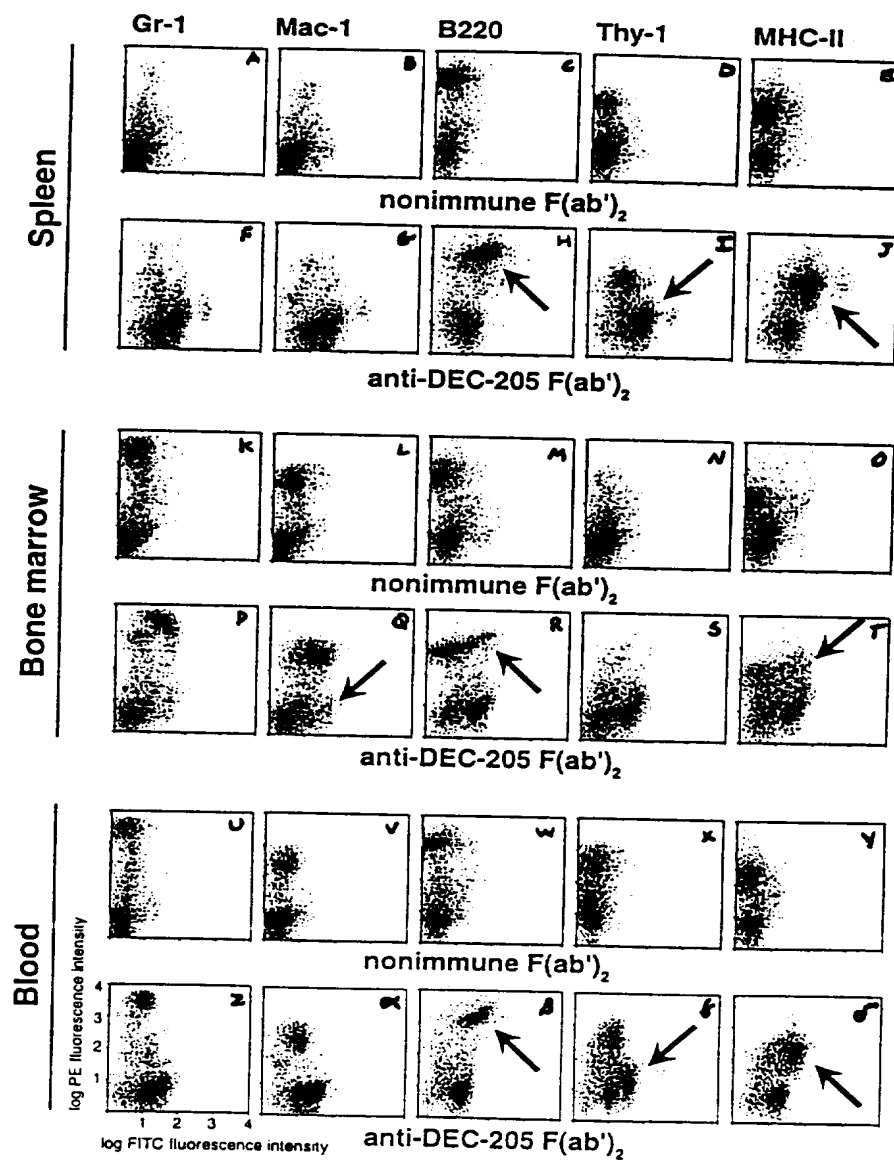 Gr-1 Mac-1 B220 Thy-1 MHC-II
A B C D E
Spleen
nonimmune F(ab')₂
F G H I J
anti-DEC-205 F(ab')₂
K L M N O
Bone marrow
nonimmune F(ab')₂
P Q R S T
anti-DEC-205 F(ab')₂
U V W X Y
Blood
nonimmune F(ab')₂
Z α β γ δ
log PE fluorescence intensity
4
3
2
1
1 2 3 4
log FITC fluorescence intensity
anti-DEC-205 F(ab')₂